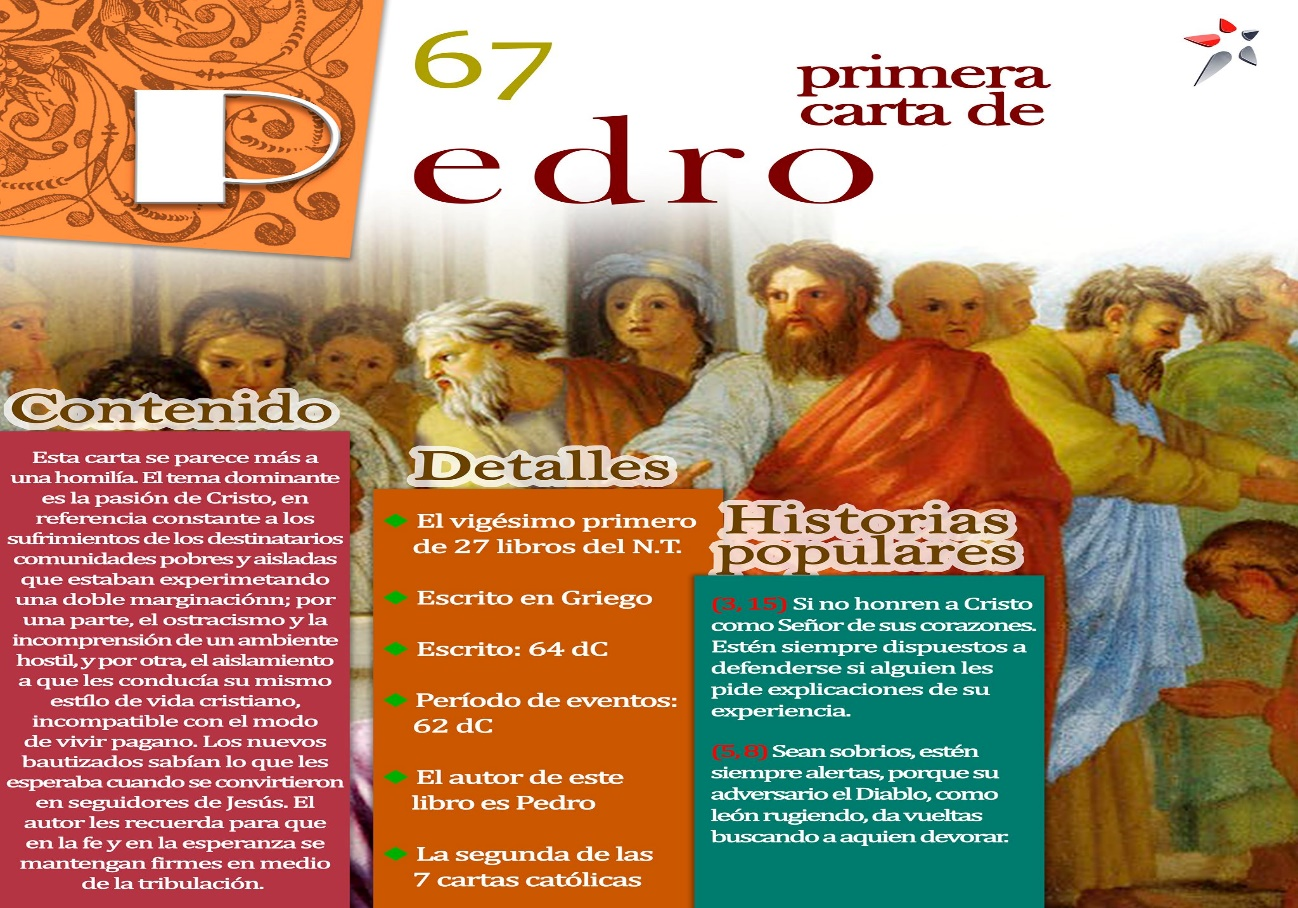 67
primera
carta de
Pedro
Contenido
Esta carta se parece más a
una homilía. El tema dominante
es la pasión de Cristo, en
referencia constante a los
sufrimientos de los destinatarios
comunidades pobres y aisladas
que estaban experimetando
una doble marginaciónn; por
una parte, el ostracismo y la
incomprensión de un ambiente
hostil, y por otra, el aislamiento
a que les conducía su mismo
estílo de vida cristiano,
incompatible con el modo
de vivir pagano. Los nuevos
bautizados sabían lo que les
esperaba cuando se convirtieron
en seguidores de Jesús. El
autor les recuerda para que
en la fe y en la esperanza se
mantengan firmes en medio
de la tribulación.
Detalles
El vigésimo primero
de 27 libros del N.T.
Escrito en Griego
Escrito: 64 dC
Período de eventos:
62 dC
El autor de este
libro es Pedro
La segunda de las
7 cartas católicas
Historias
populares
(3, 15) Si no honren a Cristo
como Señor de sus corazones.
Estén siempre dispuestos a
defenderse si alguien les
pide explicaciones de su
experiencia.
(5, 8) Sean sobrios, estén
siempre alertas, porque su
adversario el Diablo, como
león rugiendo, da vueltas
buscando a aquien devorar.